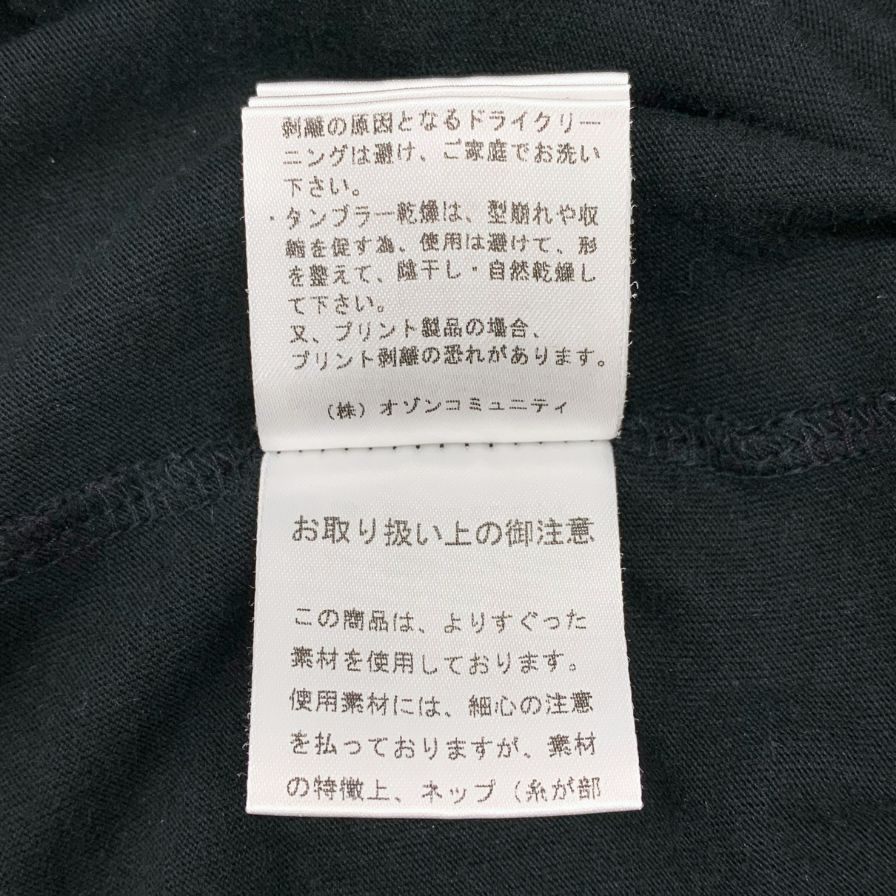 剥離の原因となるドライクリー
ニングは避け、ご家庭でお洗い
下さい。
・タンブラー乾燥は、型崩れや収
縮を促す為、使用は避けて、形
を整えて、陰干し・自然乾燥し
て下さい。
又、プリント製品の場合、
プリント剥離の恐れがあります。
（株）オゾンコミュニティ
お取り扱い上の御注意
この商品は、よりすぐった
素材を使用しております。
使用素材には、細心の注意
を払っておりますが、素材
の特徴上、ネップ（糸が部